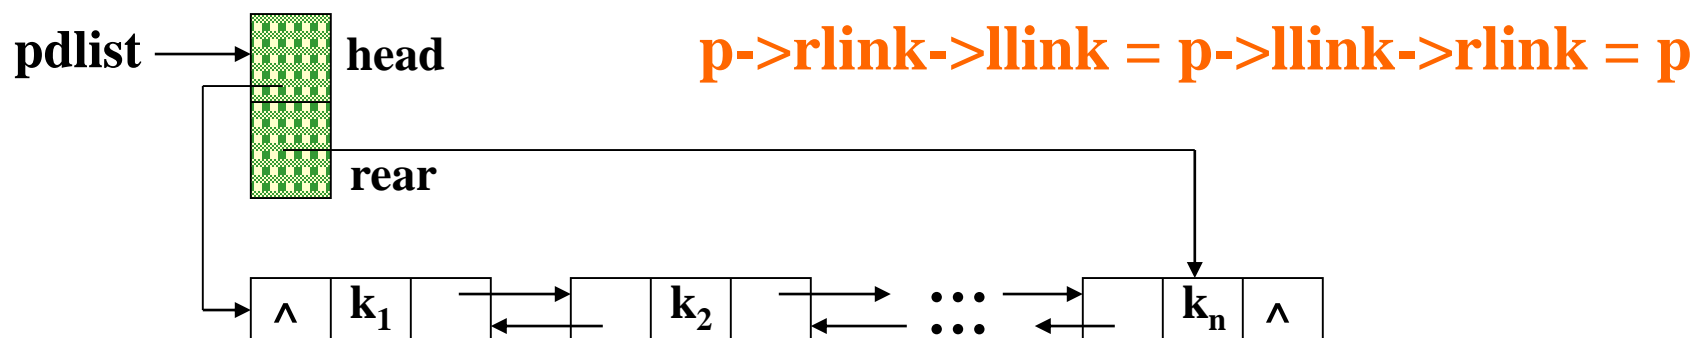 pdlist head p->rlink->llink = p->llink->rlink = p
rear
^ k₁ k₂ ••• kₙ ^
•••